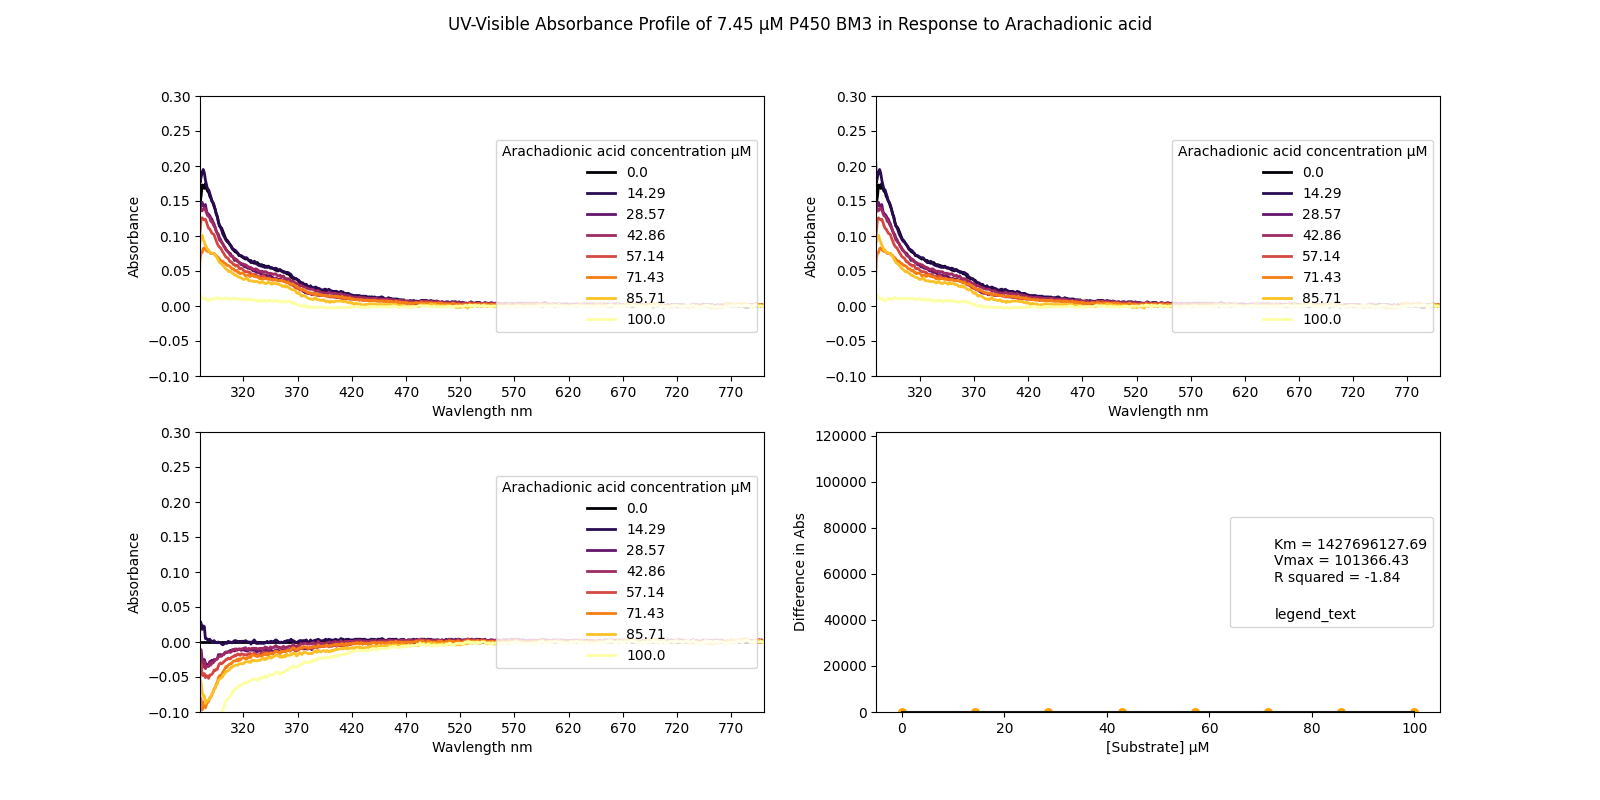 UV-Visible Absorbance Profile of 7.45 µM P450 BM3 in Response to Arachadionic acid
0.30
0.25
0.20
0.15
0.10
0.05
0.00
−0.05
−0.10
Absorbance
320 370 420 470 520 570 620 670 720 770
Wavlength nm
Arachadionic acid concentration µM
0.0
14.29
28.57
42.86
57.14
71.43
85.71
100.0
0.30
0.25
0.20
0.15
0.10
0.05
0.00
−0.05
−0.10
Absorbance
320 370 420 470 520 570 620 670 720 770
Wavlength nm
Arachadionic acid concentration µM
0.0
14.29
28.57
42.86
57.14
71.43
85.71
100.0
0.30
0.25
0.20
0.15
0.10
0.05
0.00
−0.05
−0.10
Absorbance
320 370 420 470 520 570 620 670 720 770
Wavlength nm
Arachadionic acid concentration µM
0.0
14.29
28.57
42.86
57.14
71.43
85.71
100.0
120000
100000
80000
60000
40000
20000
0
Difference in Abs
0 20 40 60 80 100
[Substrate] µM
Km = 1427696127.69
Vmax = 101366.43
R squared = -1.84
legend_text